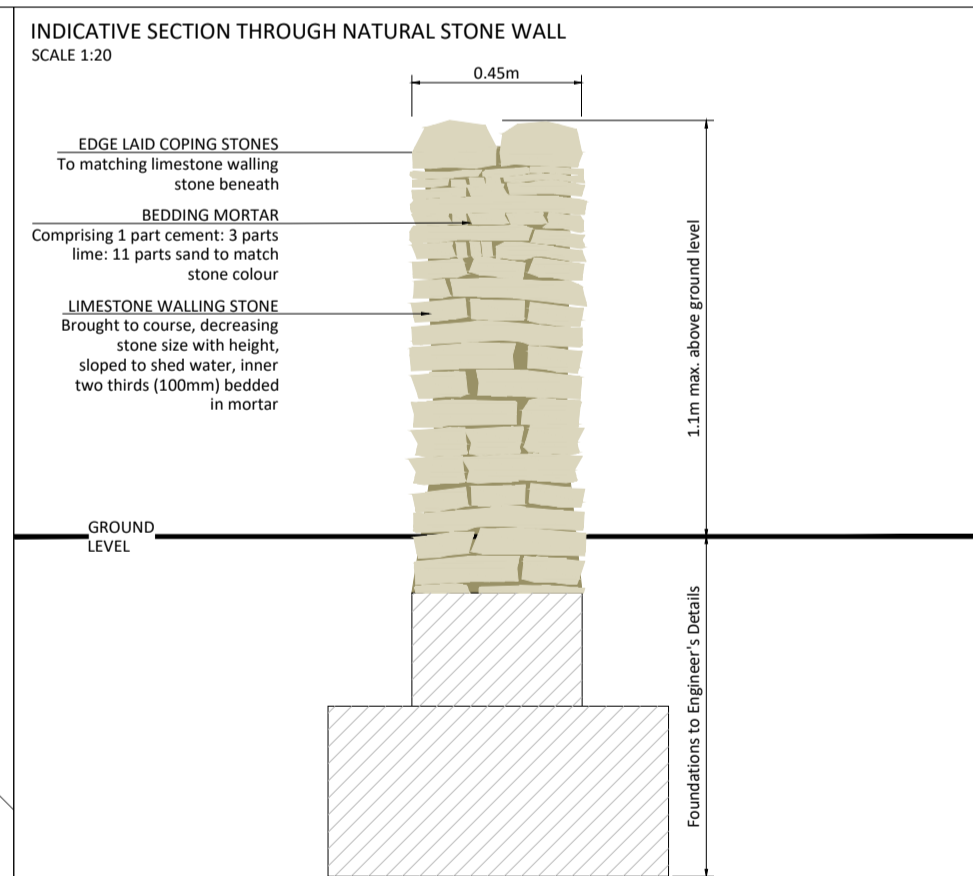 INDICATIVE SECTION THROUGH NATURAL STONE WALL
SCALE 1:20
0.45m
EDGE LAID COPING STONES
To matching limestone walling
stone beneath
BEDDING MORTAR
Comprising 1 part cement: 3 parts
lime: 11 parts sand to match
stone colour
LIMESTONE WALLING STONE
Brought to course, decreasing
stone size with height,
sloped to shed water, inner
two thirds (100mm) bedded
in mortar
1.1m max. above ground level
GROUND
LEVEL
Foundations to Engineer's Details